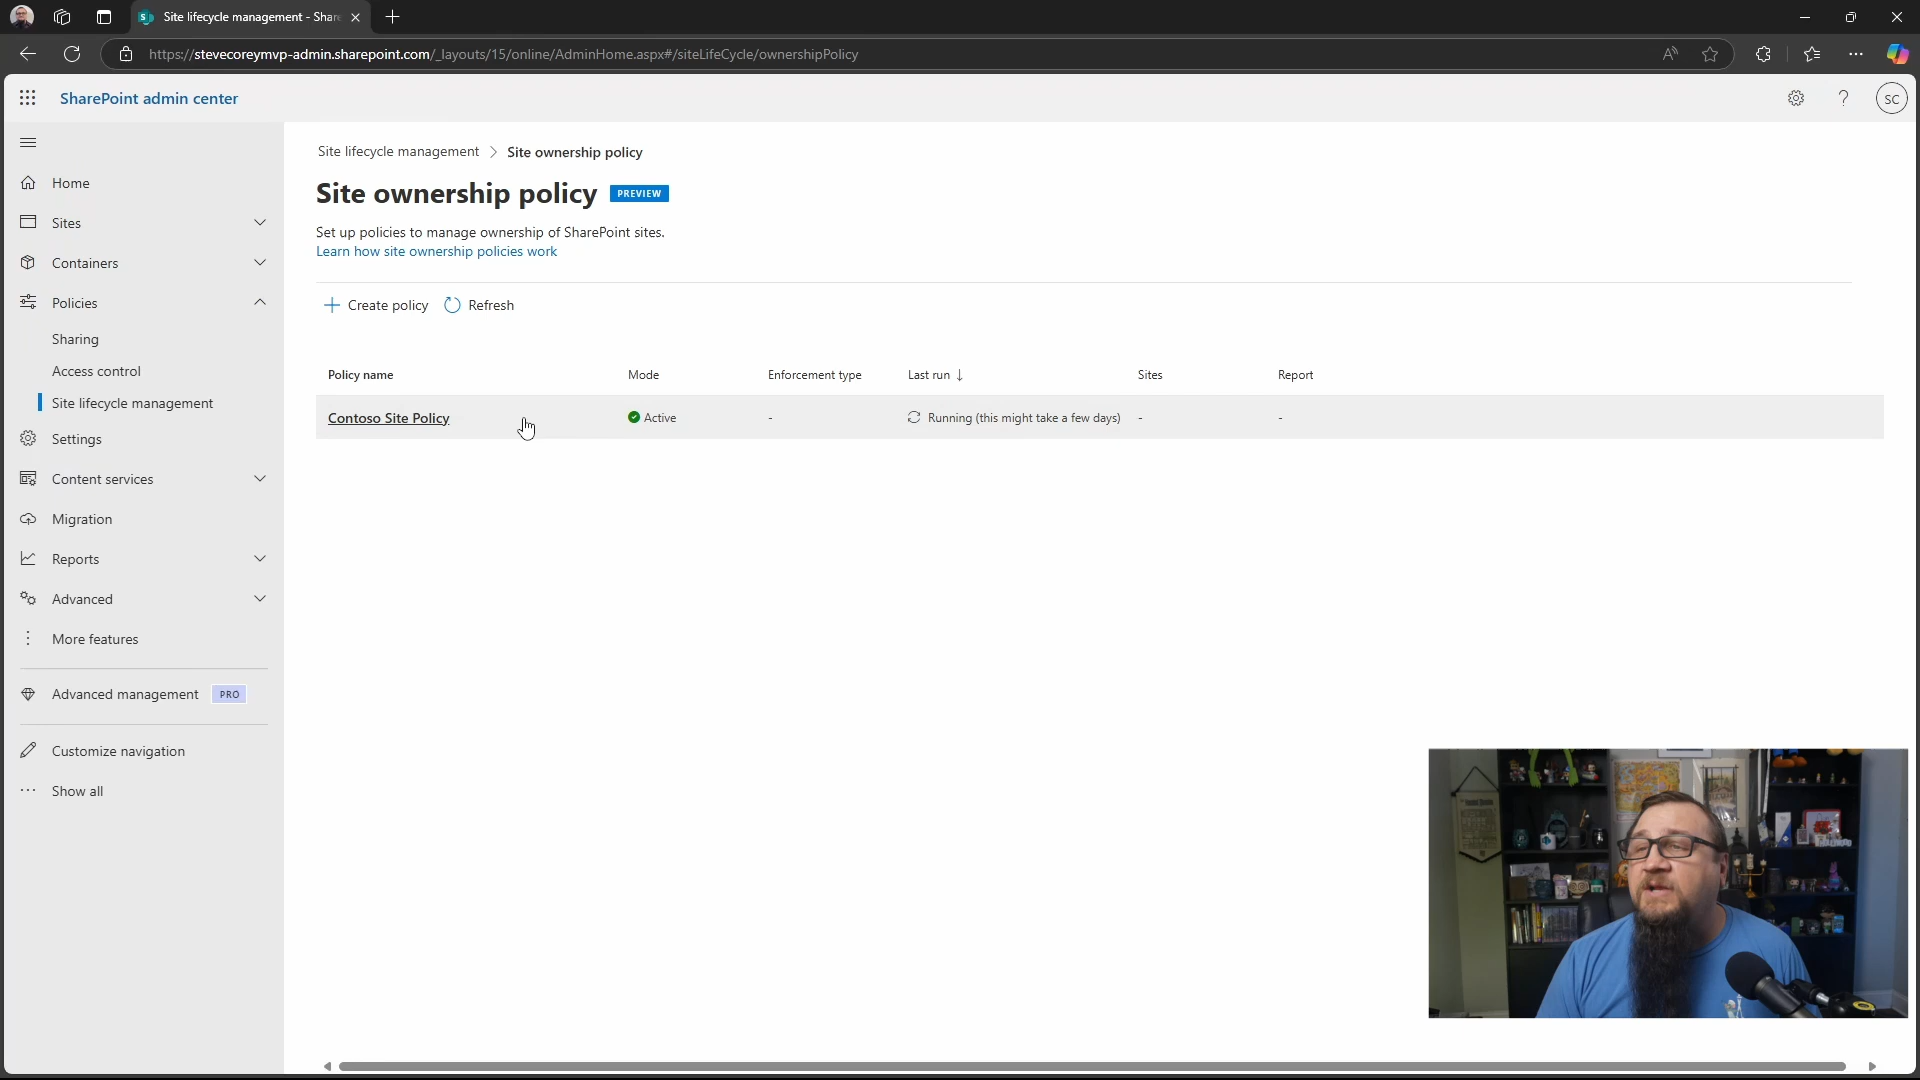 Site lifecycle management - Share
https://stevecoreymvp-admin.sharepoint.com/_layouts/15/online/AdminHome.aspx#/siteLifeCycle/ownershipPolicy
SharePoint admin center
SC
Home
Sites
Containers
Policies
Sharing
Access control
Site lifecycle management
Settings
Content services
Migration
Reports
Advanced
More features
Advanced management PRO
Customize navigation
Show all
Site lifecycle management > Site ownership policy
Site ownership policy PREVIEW
Set up policies to manage ownership of SharePoint sites.
Learn how site ownership policies work
Create policy Refresh
Policy name Mode Enforcement type Last run ↓ Sites Report
Contoso Site Policy Active - Running (this might take a few days) - -